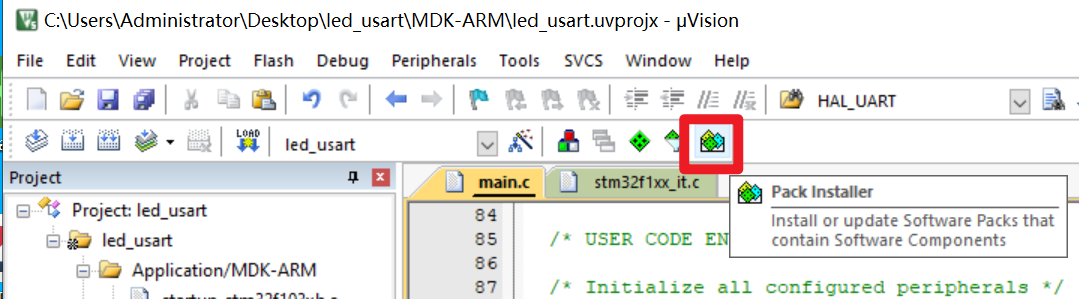 C:\Users\Administrator\Desktop\led_usart\MDK-ARM\led_usart.uvprojx - µVision
File Edit View Project Flash Debug Peripherals Tools SVCS Window Help
HAL_UART
LOAD
led_usart
Project
main.c
stm32f1xx_it.c
Project: led_usart
led_usart
Application/MDK-ARM
84
85 /* USER CODE EN
86
87 /* Initialize all configured peripherals */
Pack Installer
Install or update Software Packs that
contain Software Components